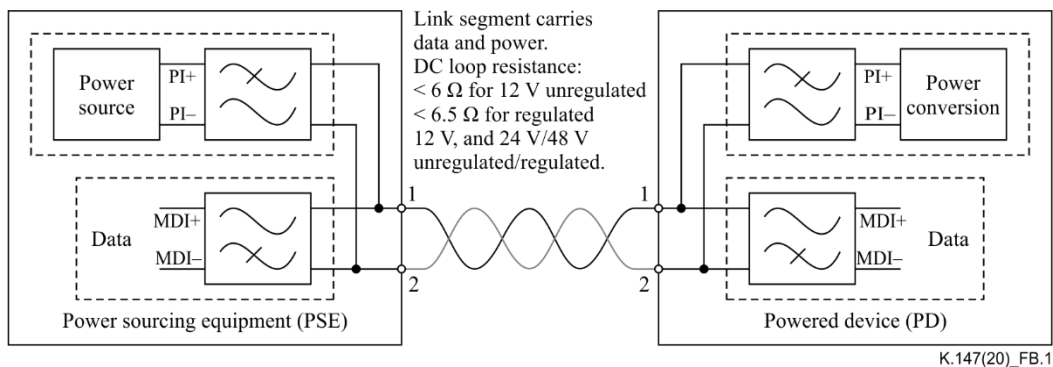 Link segment carries
data and power.
DC loop resistance:
< 6 Ω for 12 V unregulated
< 6.5 Ω for regulated
12 V, and 24 V/48 V
unregulated/regulated.
Power
source
PI+
PI–
PI+
PI–
Power
conversion
1
2
1
2
Data
MDI+
MDI–
MDI+
MDI–
Data
Power sourcing equipment (PSE)
Powered device (PD)
K.147(20)_FB.1